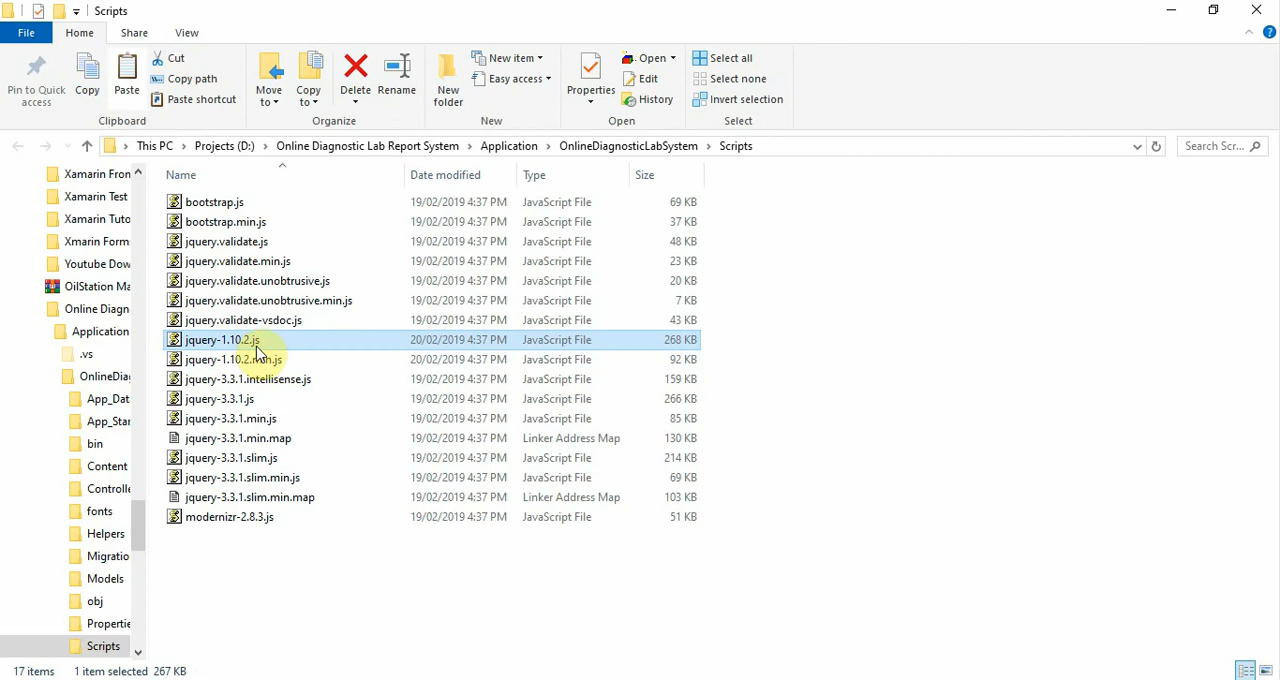 Scripts
File Home Share View
Pin to Quick access
Copy
Paste
Cut
Copy path
Paste shortcut
Clipboard
Move to
Copy to
Delete
Rename
Organize
New folder
New item
Easy access
New
Properties
Open
Edit
History
Open
Select all
Select none
Invert selection
Select
This PC Projects (D:) Online Diagnostic Lab Report System Application OnlineDiagnosticLabSystem Scripts
Search Scr...
Xamarin Fron
Xamarin Test
Xamarin Tuto
Xmarin Form
Youtube Dow
OilStation Ma
Online Diagn
Application
.vs
OnlineDiag
App_Dat
App_Star
bin
Content
Controlle
fonts
Helpers
Migratio
Models
obj
Propertie
Scripts
Name Date modified Type Size
bootstrap.js 19/02/2019 4:37 PM JavaScript File 69 KB
bootstrap.min.js 19/02/2019 4:37 PM JavaScript File 37 KB
jquery.validate.js 19/02/2019 4:37 PM JavaScript File 48 KB
jquery.validate.min.js 19/02/2019 4:37 PM JavaScript File 23 KB
jquery.validate.unobtrusive.js 19/02/2019 4:37 PM JavaScript File 20 KB
jquery.validate.unobtrusive.min.js 19/02/2019 4:37 PM JavaScript File 7 KB
jquery.validate-vsdoc.js 19/02/2019 4:37 PM JavaScript File 43 KB
jquery-1.10.2.js 20/02/2019 4:37 PM JavaScript File 268 KB
jquery-1.10.2.min.js 20/02/2019 4:37 PM JavaScript File 92 KB
jquery-3.3.1.intellisense.js 19/02/2019 4:37 PM JavaScript File 159 KB
jquery-3.3.1.js 19/02/2019 4:37 PM JavaScript File 266 KB
jquery-3.3.1.min.js 19/02/2019 4:37 PM JavaScript File 85 KB
jquery-3.3.1.min.map 19/02/2019 4:37 PM Linker Address Map 130 KB
jquery-3.3.1.slim.js 19/02/2019 4:37 PM JavaScript File 214 KB
jquery-3.3.1.slim.min.js 19/02/2019 4:37 PM JavaScript File 69 KB
jquery-3.3.1.slim.min.map 19/02/2019 4:37 PM Linker Address Map 103 KB
modernizr-2.8.3.js 19/02/2019 4:37 PM JavaScript File 51 KB
17 items 1 item selected 267 KB